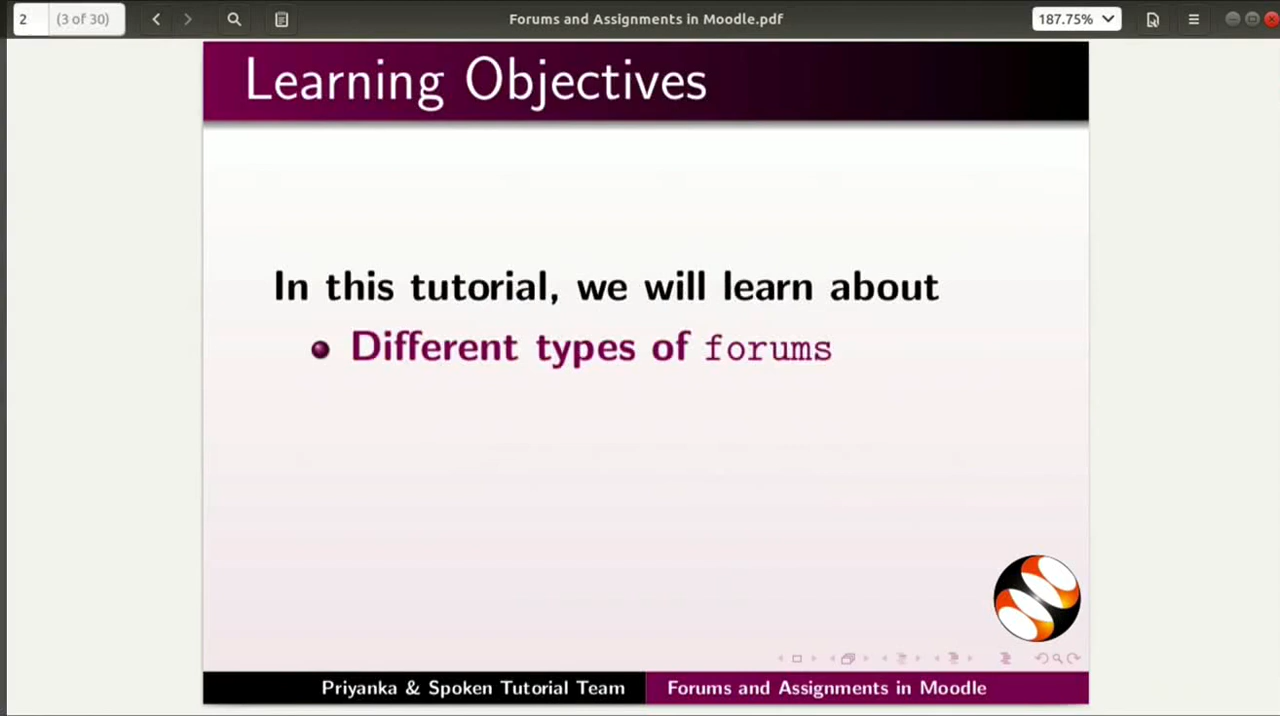 2 (3 of 30) Forums and Assignments in Moodle.pdf 187.75%
Learning Objectives
In this tutorial, we will learn about
Different types of forums
Priyanka & Spoken Tutorial Team Forums and Assignments in Moodle